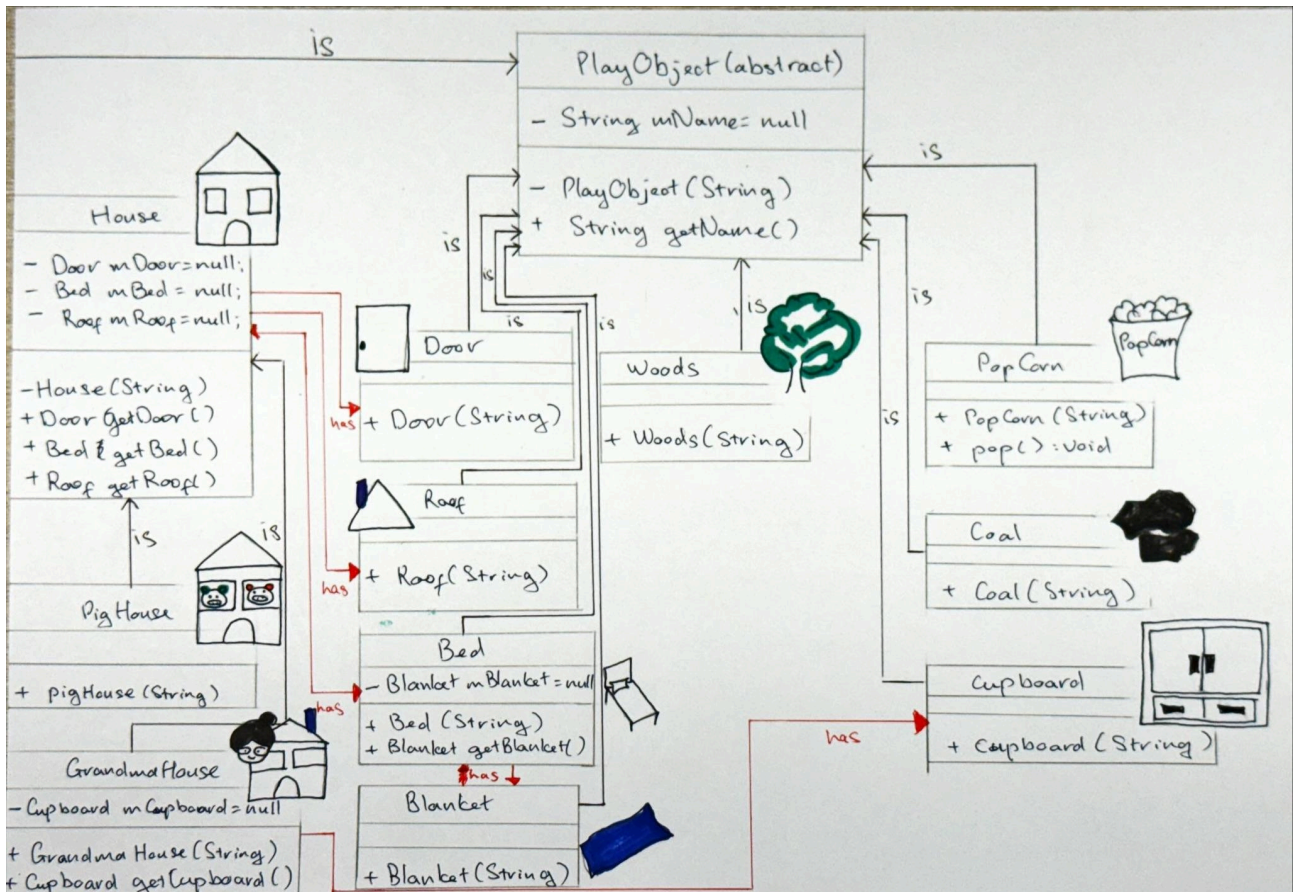 is
PlayObject (abstract)
- String mName = null
- PlayObject (String)
+ String getName()
House
- Door mDoor=null;
- Bed mBed = null;
- Roof mRoof=null;
-House(String)
+ Door getDoor()
+ Bed getBed()
+ Roof getRoof()
is
is
PigHouse
+ pigHouse (String)
GrandmaHouse
- Cupboard mCupboard = null
+ GrandmaHouse (String)
+ Cupboard getCupboard()
is
is
is
is
Door
+ Door (String)
has
Roof
+ Roof (String)
has
Bed
- Blanket mBlanket = null
+ Bed (String)
+ Blanket getBlanket()
has
has
Blanket
+ Blanket (String)
is
Woods
+ Woods (String)
is
is
is
PopCorn
+ PopCorn (String)
+ pop() : void
PopCorn
Coal
+ Coal (String)
Cupboard
+ Cupboard (String)
has